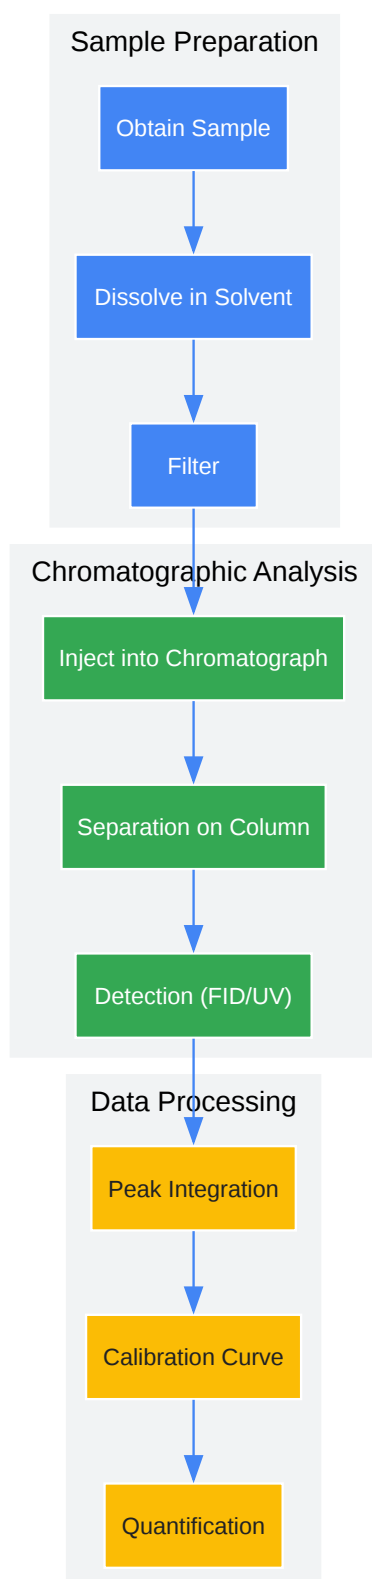 Sample Preparation
Obtain Sample
Dissolve in Solvent
Filter
Chromatographic Analysis
Inject into Chromatograph
Separation on Column
Detection (FID/UV)
Data Processing
Peak Integration
Calibration Curve
Quantification